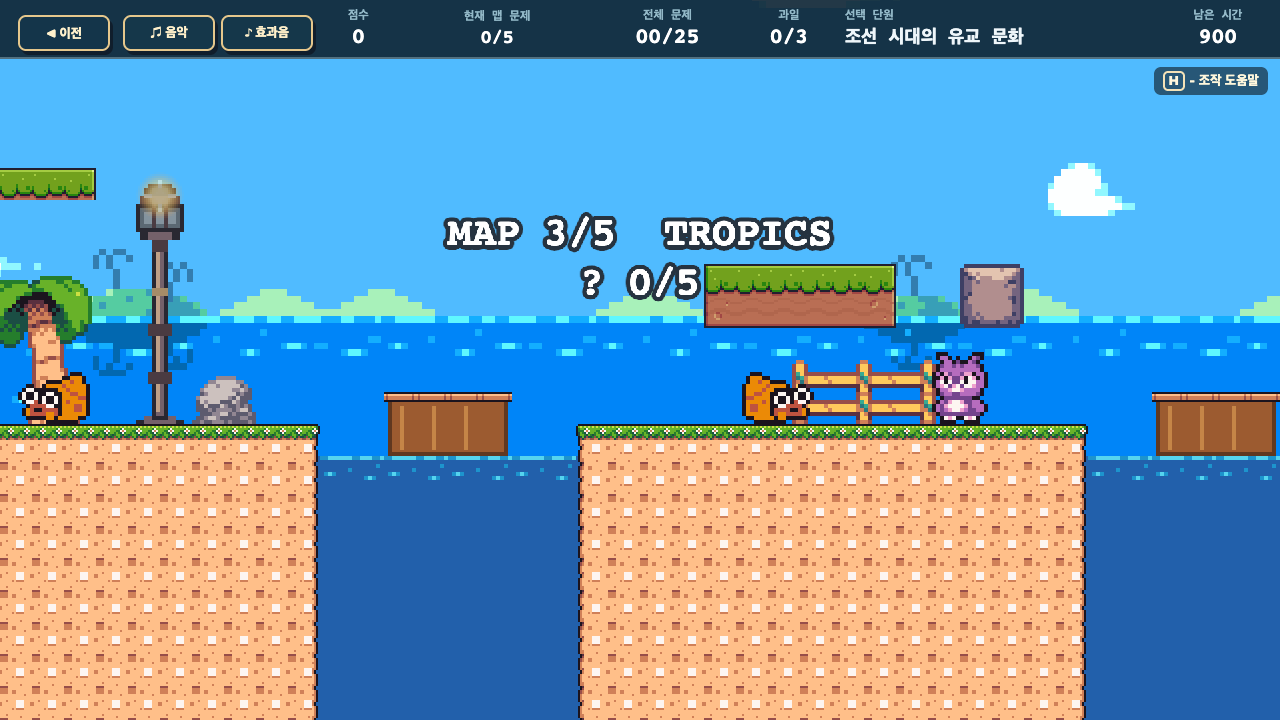 ◀ 이전
♫ 음악
♪ 효과음
점수
0
현재 맵 문제
0/5
전체 문제
00/25
과일
0/3
선택 단원
조선 시대의 유교 문화
남은 시간
900
H - 조작 도움말
MAP 3/5 TROPICS
? 0/5